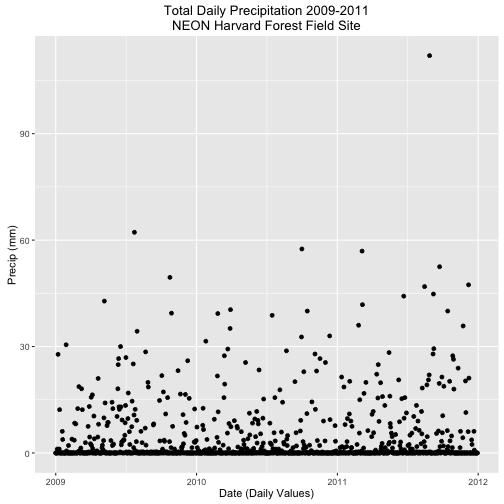 Total Daily Precipitation 2009-2011
NEON Harvard Forest Field Site
Precip (mm)
90
60
30
0
2009 2010 2011 2012
Date (Daily Values)